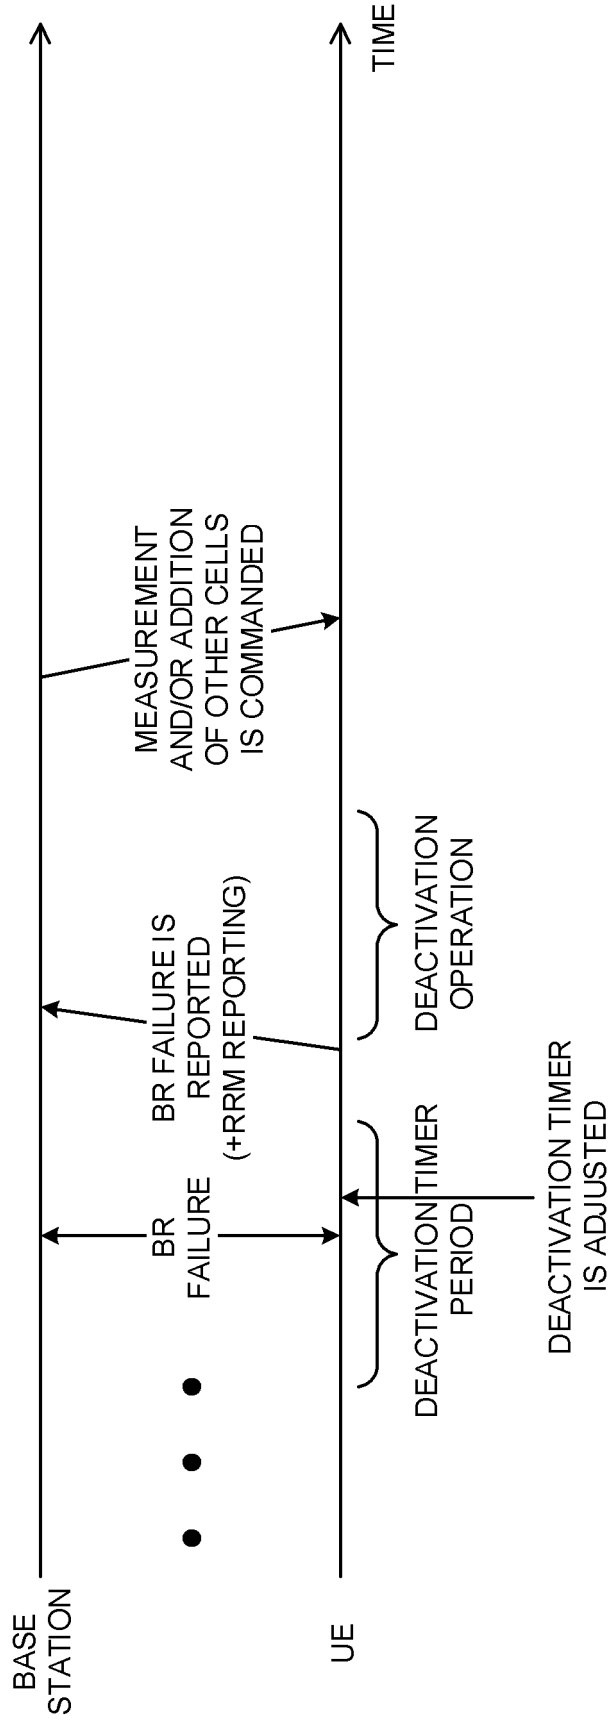 BASE
STATION
UE
BR
FAILURE
BR FAILURE IS
REPORTED
(+RRM REPORTING)
MEASUREMENT
AND/OR ADDITION
OF OTHER CELLS
IS COMMANDED
TIME
DEACTIVATION TIMER
PERIOD
DEACTIVATION
OPERATION
DEACTIVATION TIMER
IS ADJUSTED